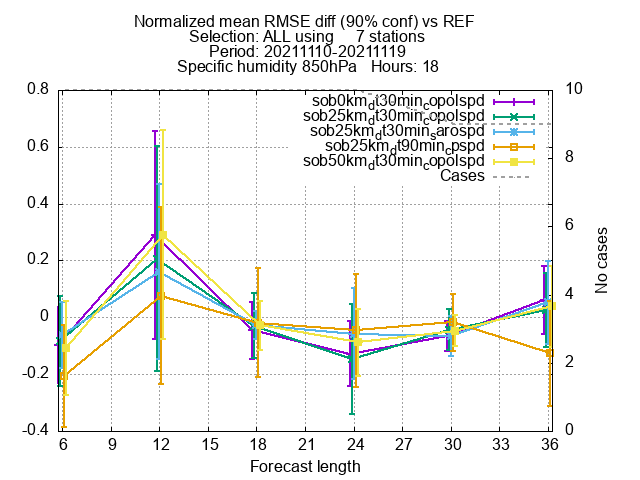 Normalized mean RMSE diff (90% conf) vs REF
Selection: ALL using 7 stations
Period: 20211110-20211119
Specific humidity 850hPa Hours: 18
sob0km_dt30min_copolspd
sob25km_dt30min_copolspd
sob25km_dt30min_sarospd
sob25km_dt90min_cpspd
sob50km_dt30min_copolspd
Cases
0.8
0.6
0.4
0.2
0
-0.2
-0.4
10
8
6
4
2
0
No cases
6 9 12 15 18 21 24 27 30 33 36
Forecast length